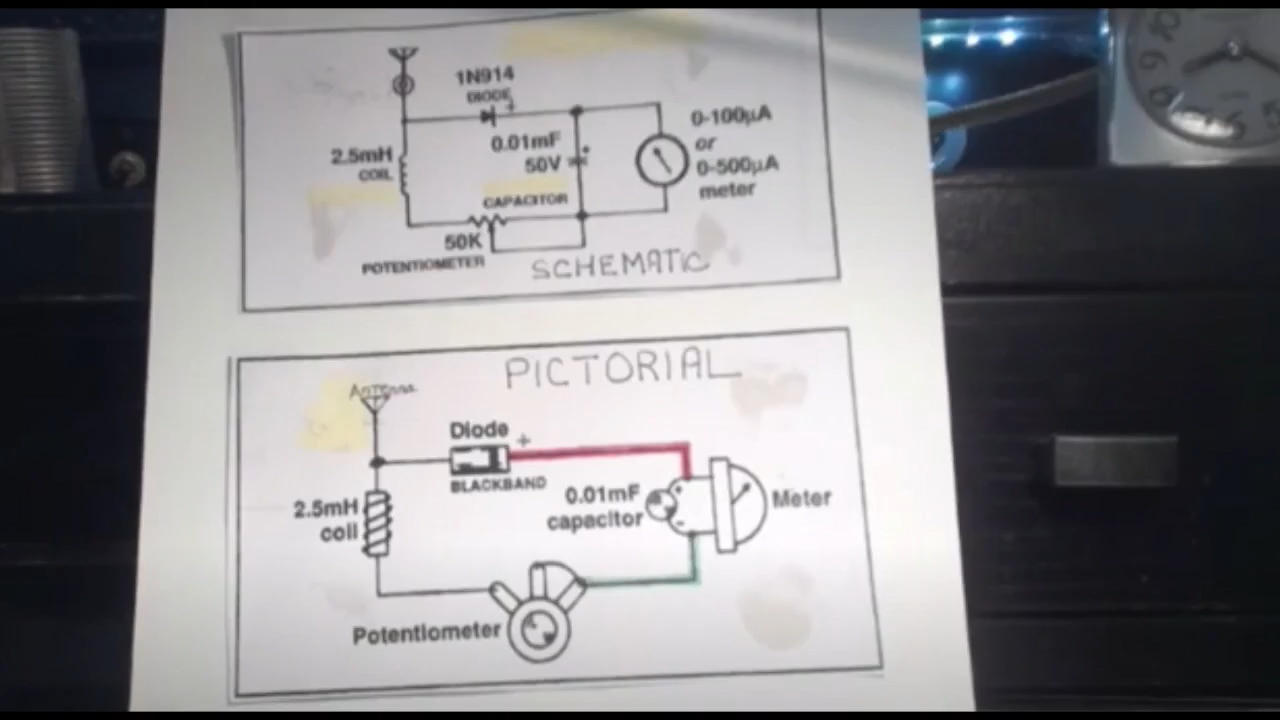 1N914
DIODE
+
0-100µA
or
0-500µA
meter
0.01mF
50V
+
CAPACITOR
2.5mH
COIL
50K
POTENTIOMETER
SCHEMATIC
PICTORIAL
Antenna
Diode
+
BLACKBAND
2.5mH
coil
0.01mF
capacitor
+
-
Meter
Potentiometer